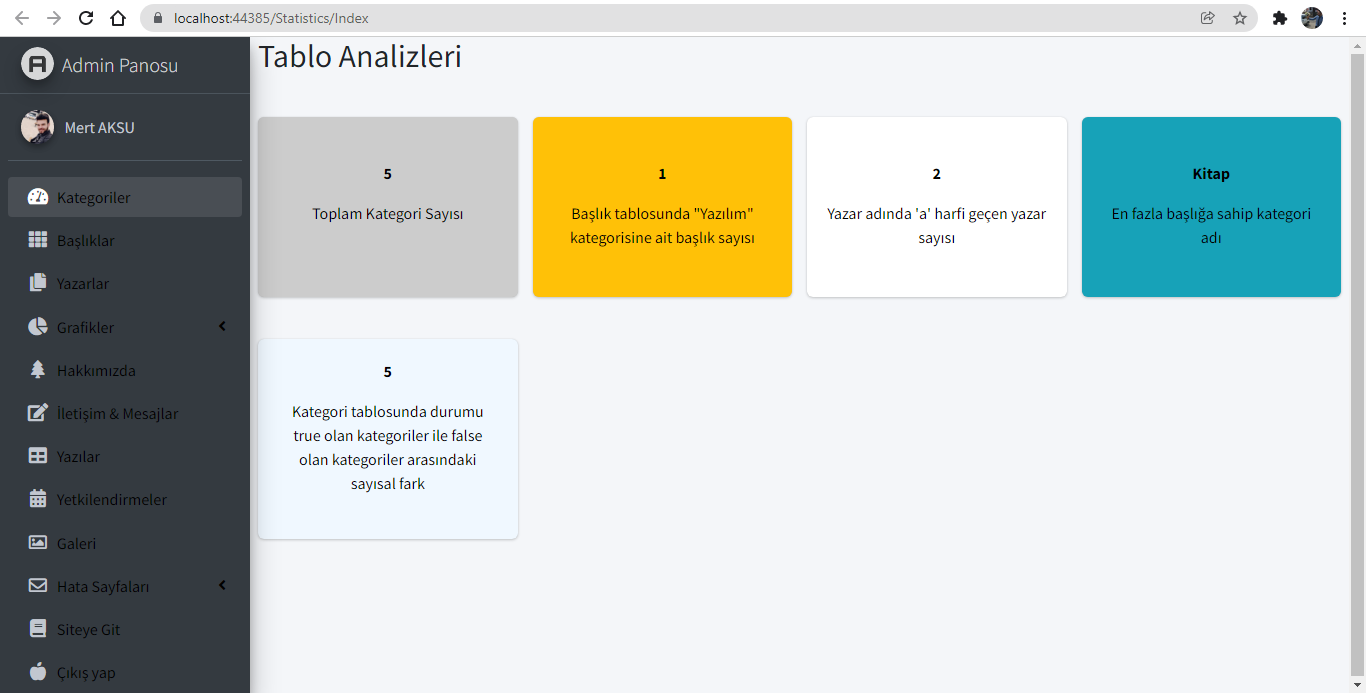 localhost:44385/Statistics/Index
Admin Panosu
Mert AKSU
Kategoriler
Başlıklar
Yazarlar
Grafikler
Hakkımızda
İletişim & Mesajlar
Yazılar
Yetkilendirmeler
Galeri
Hata Sayfaları
Siteye Git
Çıkış yap
Tablo Analizleri
5
Toplam Kategori Sayısı
1
Başlık tablosunda "Yazılım"
kategorisine ait başlık sayısı
2
Yazar adında 'a' harfi geçen yazar
sayısı
Kitap
En fazla başlığa sahip kategori
adı
5
Kategori tablosunda durumu
true olan kategoriler ile false
olan kategoriler arasındaki
sayısal fark